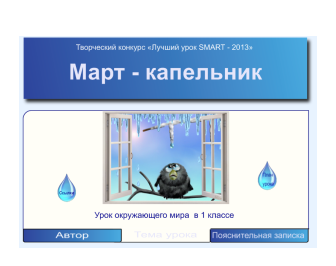 Творческий конкурс «Лучший урок SMART - 2013»
Март - капельник
Урок окружающего мира в 1 классе
Автор
Тема урока
Пояснительная записка